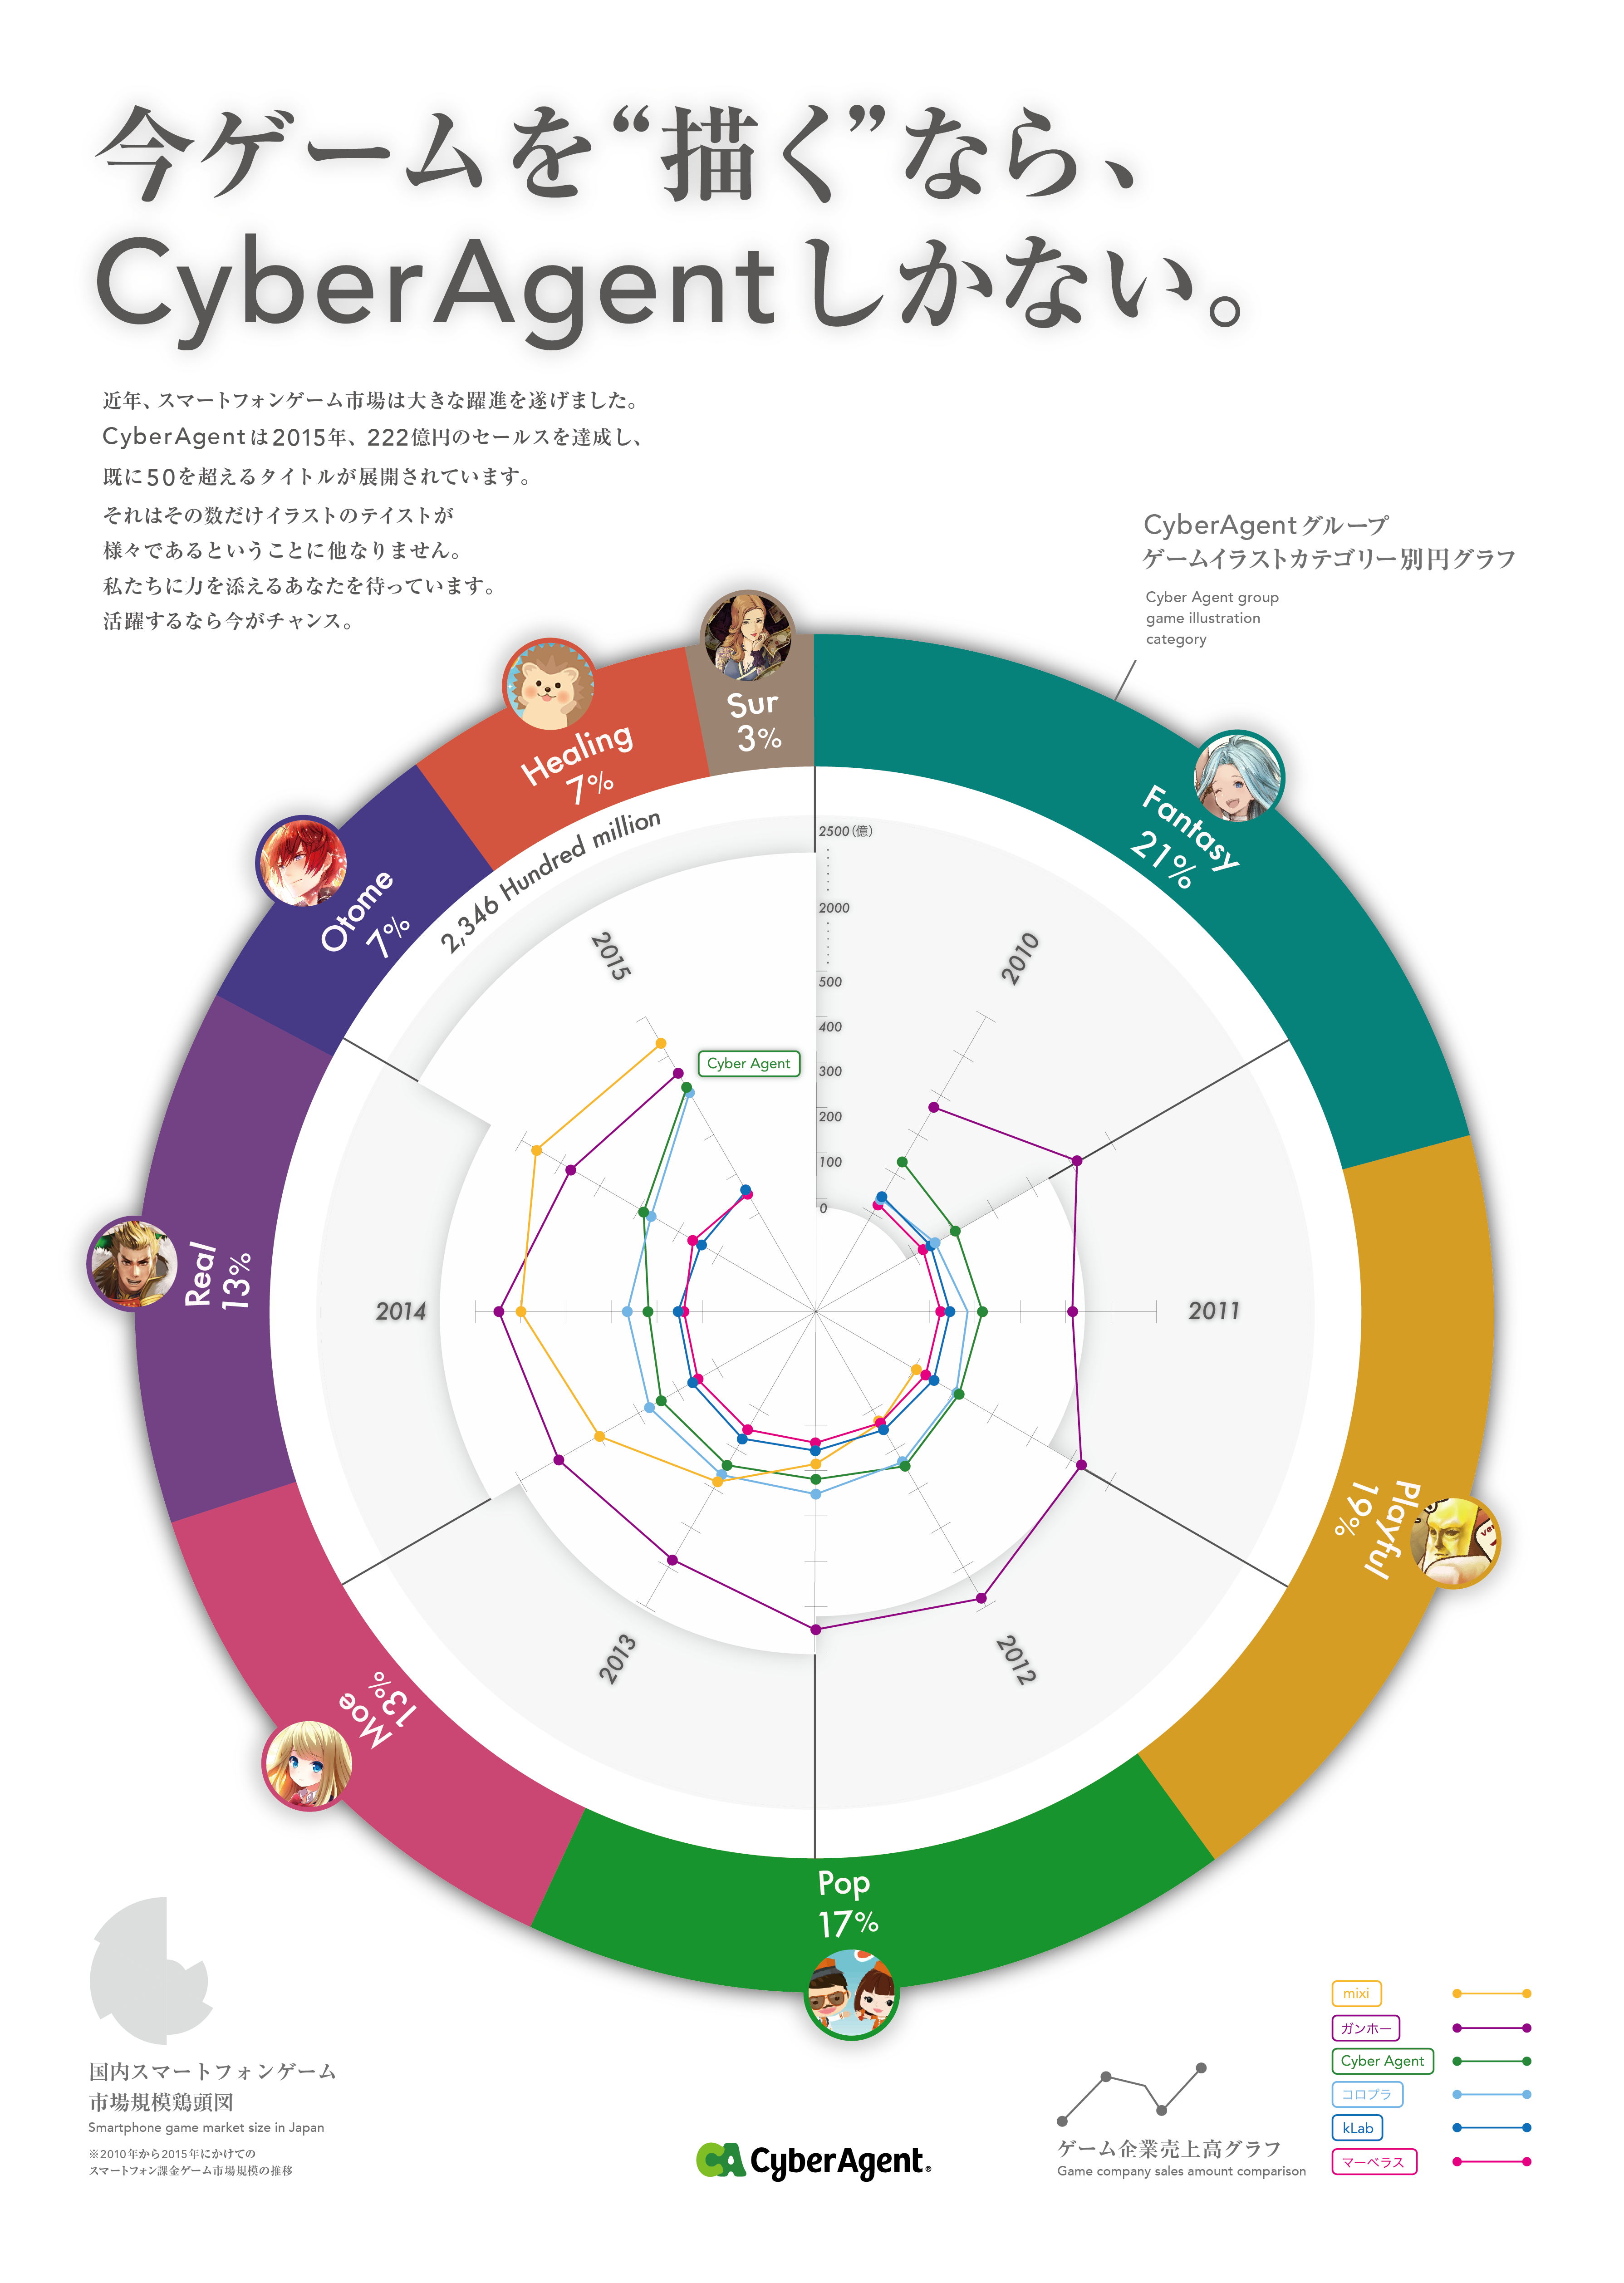 今ゲームを“描く”なら、
CyberAgentしかない。
近年、スマートフォンゲーム市場は大きな躍進を遂げました。
CyberAgentは2015年、222億円のセールスを達成し、
既に50を超えるタイトルが展開されています。
それはその数だけイラストのテイストが
様々であるということに他なりません。
私たちに力を添えるあなたを待っています。
活躍するなら今がチャンス。
CyberAgentグループ
ゲームイラストカテゴリー別円グラフ
Cyber Agent group
game illustration
category
Sur
3%
Healing
7%
Otome
7%
Fantasy
21%
2,346 Hundred million
2500(億)
2000
500
400
300
200
100
0
2015
2010
Cyber Agent
Real
13%
2014
2011
Playful
19%
2013
2012
Moe
13%
Pop
17%
国内スマートフォンゲーム
市場規模鶏頭図
Smartphone game market size in Japan
※2010年から2015年にかけての
スマートフォン課金ゲーム市場規模の推移
CA CyberAgent®
ゲーム企業売上高グラフ
Game company sales amount comparison
mixi
ガンホー
Cyber Agent
コロプラ
kLab
マーベラス